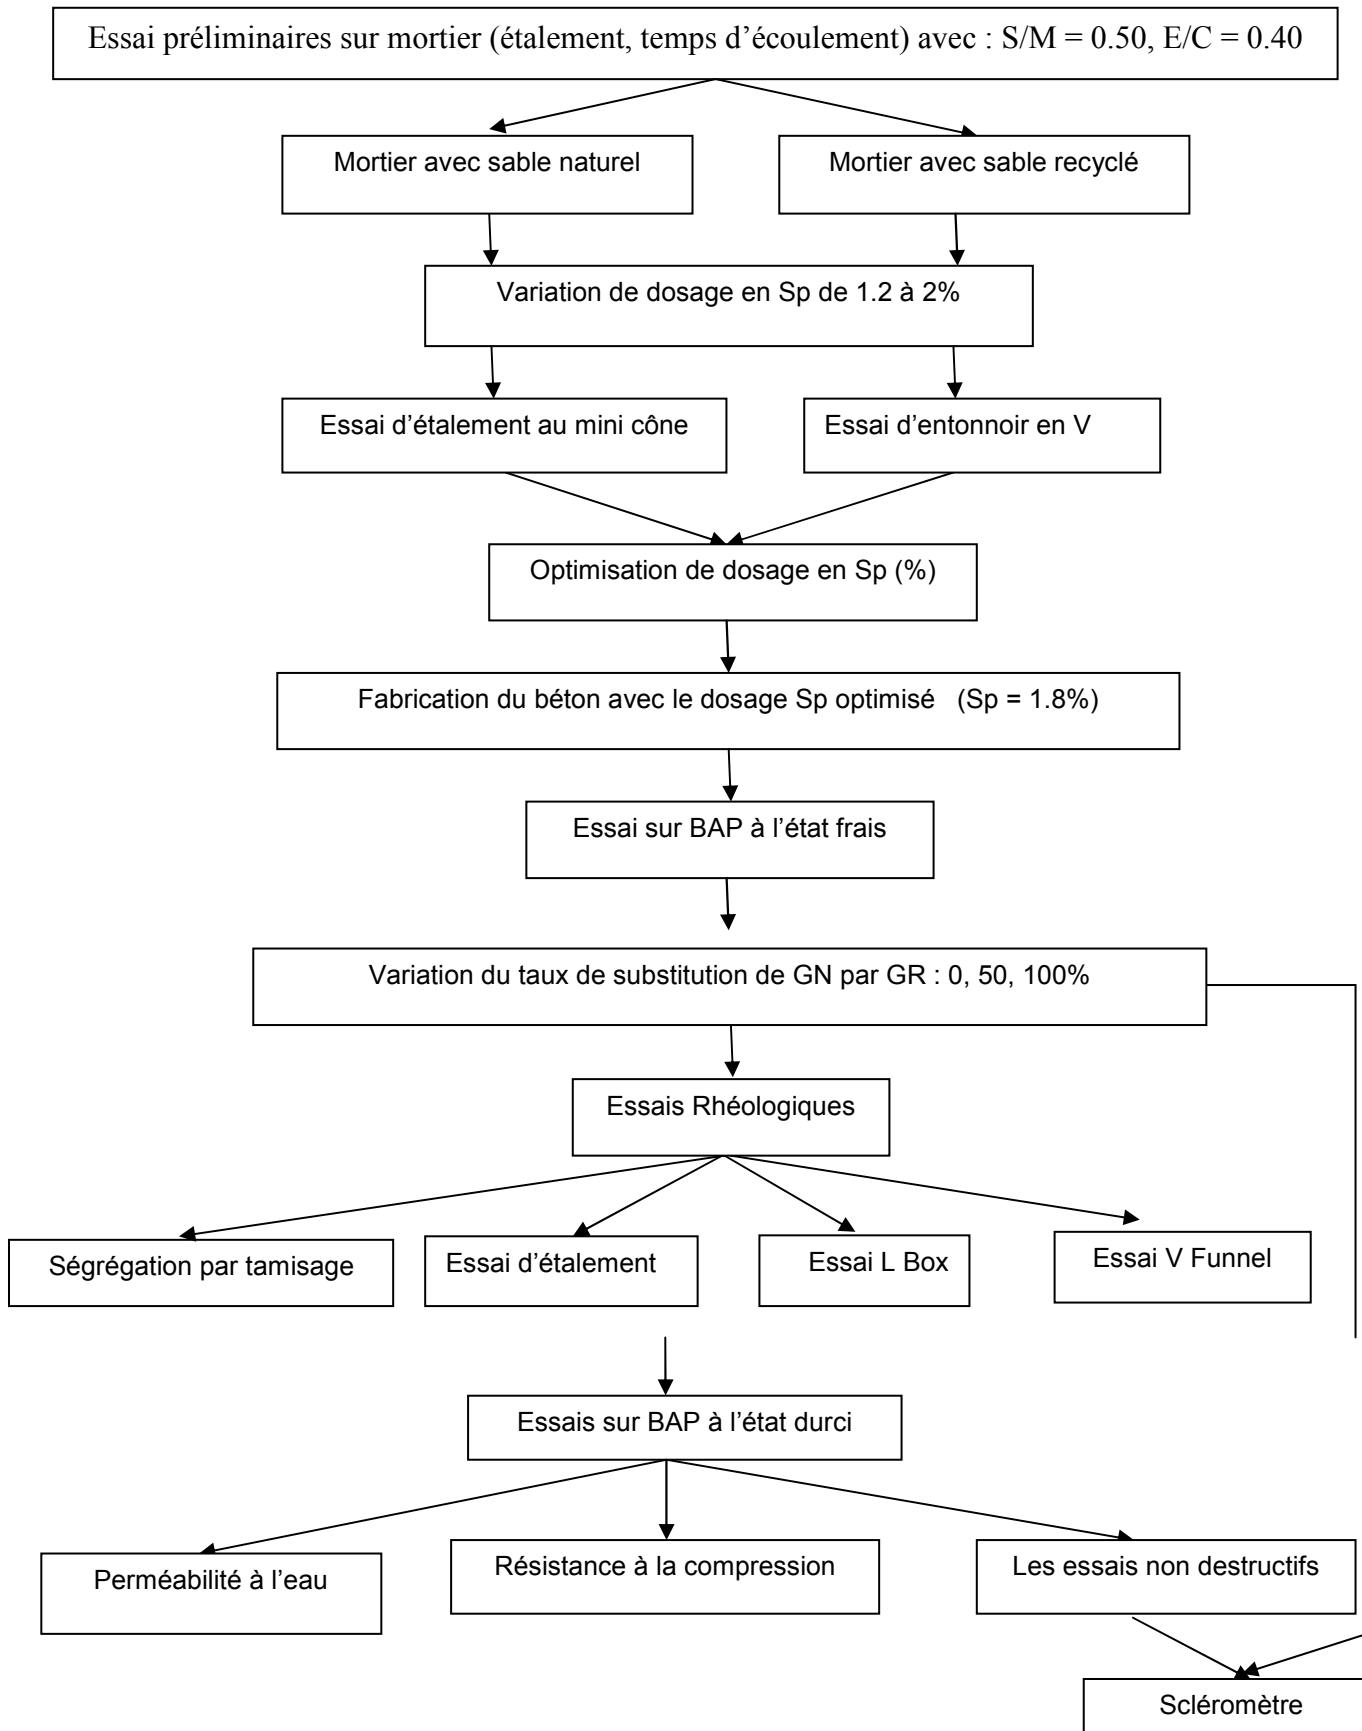 Essai préliminaires sur mortier (étalement, temps d’écoulement) avec : S/M = 0.50, E/C = 0.40
Mortier avec sable naturel
Mortier avec sable recyclé
Variation de dosage en Sp de 1.2 à 2%
Essai d’étalement au mini cône
Essai d’entonnoir en V
Optimisation de dosage en Sp (%)
Fabrication du béton avec le dosage Sp optimisé (Sp = 1.8%)
Essai sur BAP à l’état frais
Variation du taux de substitution de GN par GR : 0, 50, 100%
Essais Rhéologiques
Ségrégation par tamisage
Essai d’étalement
Essai L Box
Essai V Funnel
Essais sur BAP à l’état durci
Perméabilité à l’eau
Résistance à la compression
Les essais non destructifs
Scléromètre